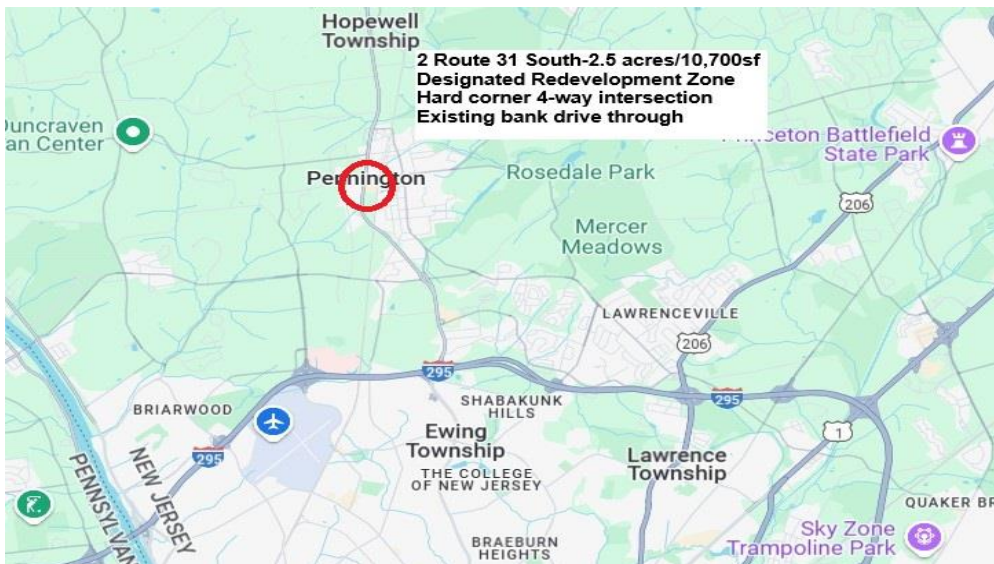 Hopewell
Township
2 Route 31 South-2.5 acres/10,700sf
Designated Redevelopment Zone
Hard corner 4-way intersection
Existing bank drive through
Duncraven
an Center
Princeton Battlefield
State Park
Pennington
Rosedale Park
206
Mercer
Meadows
LAWRENCEVILLE
206
295
295
BRIARWOOD
SHABAKUNK
HILLS
1
Ewing
Township
295
Lawrence
Township
THE COLLEGE
OF NEW JERSEY
PENNSYLVAN
NEW JERSEY
QUAKER BR
BRAEBURN
HEIGHTS
Sky Zone
Trampoline Park